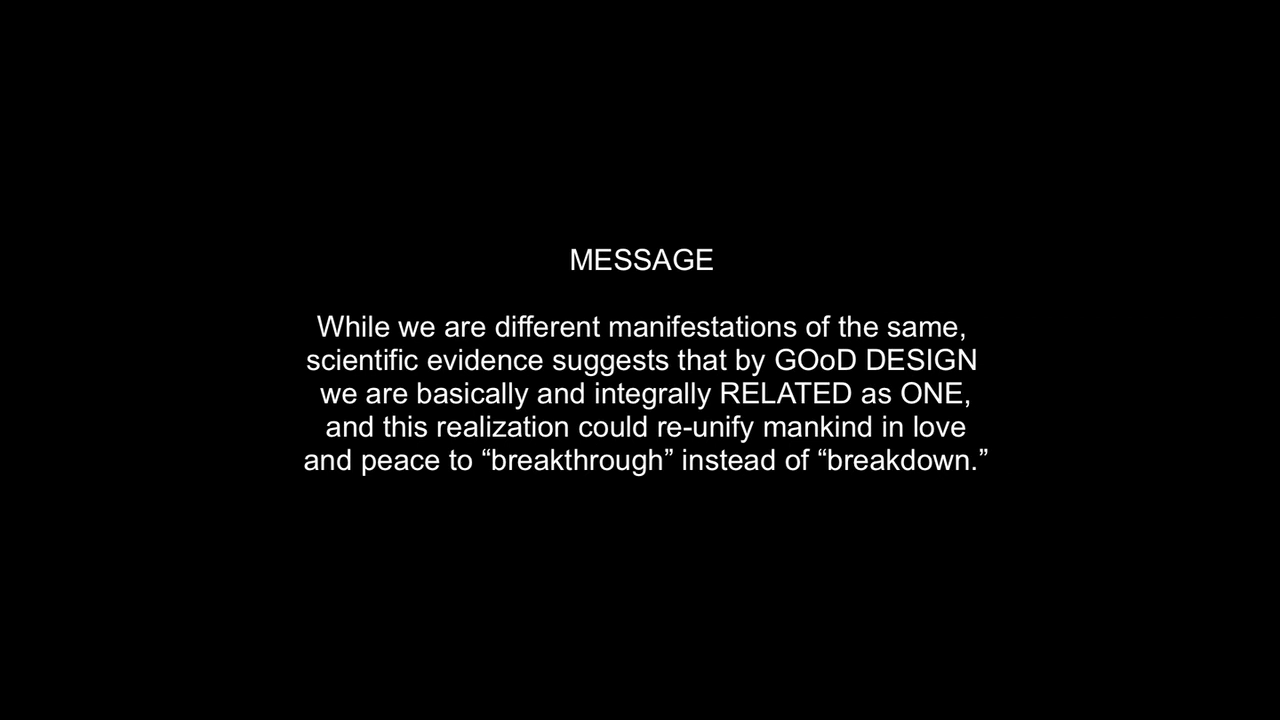 MESSAGE
While we are different manifestations of the same,
scientific evidence suggests that by GOoD DESIGN
we are basically and integrally RELATED as ONE,
and this realization could re-unify mankind in love
and peace to “breakthrough” instead of “breakdown.”